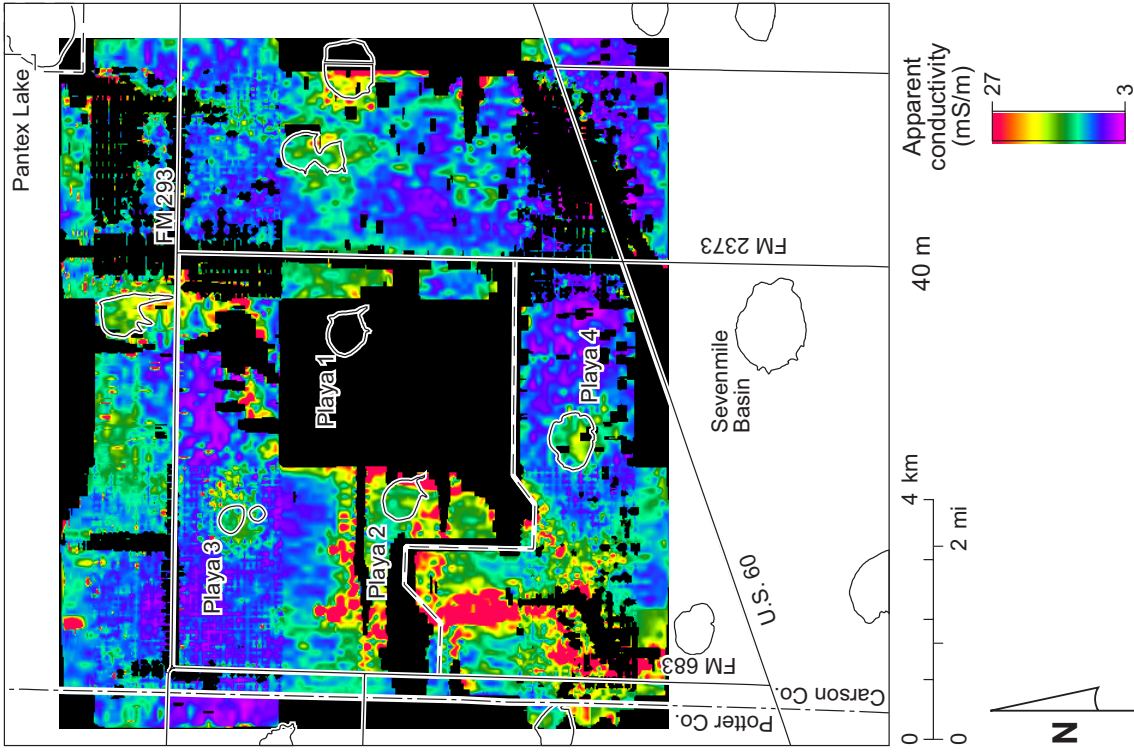 Pantex Lake
FM 293
Playa 1
Playa 3
Playa 2
Playa 4
FM 2373
Sevenmile
Basin
U.S. 60
FM 683
Carson Co.
Potter Co.
0 4 km
0 2 mi
N
40 m
Apparent
conductivity
(mS/m)
27
3